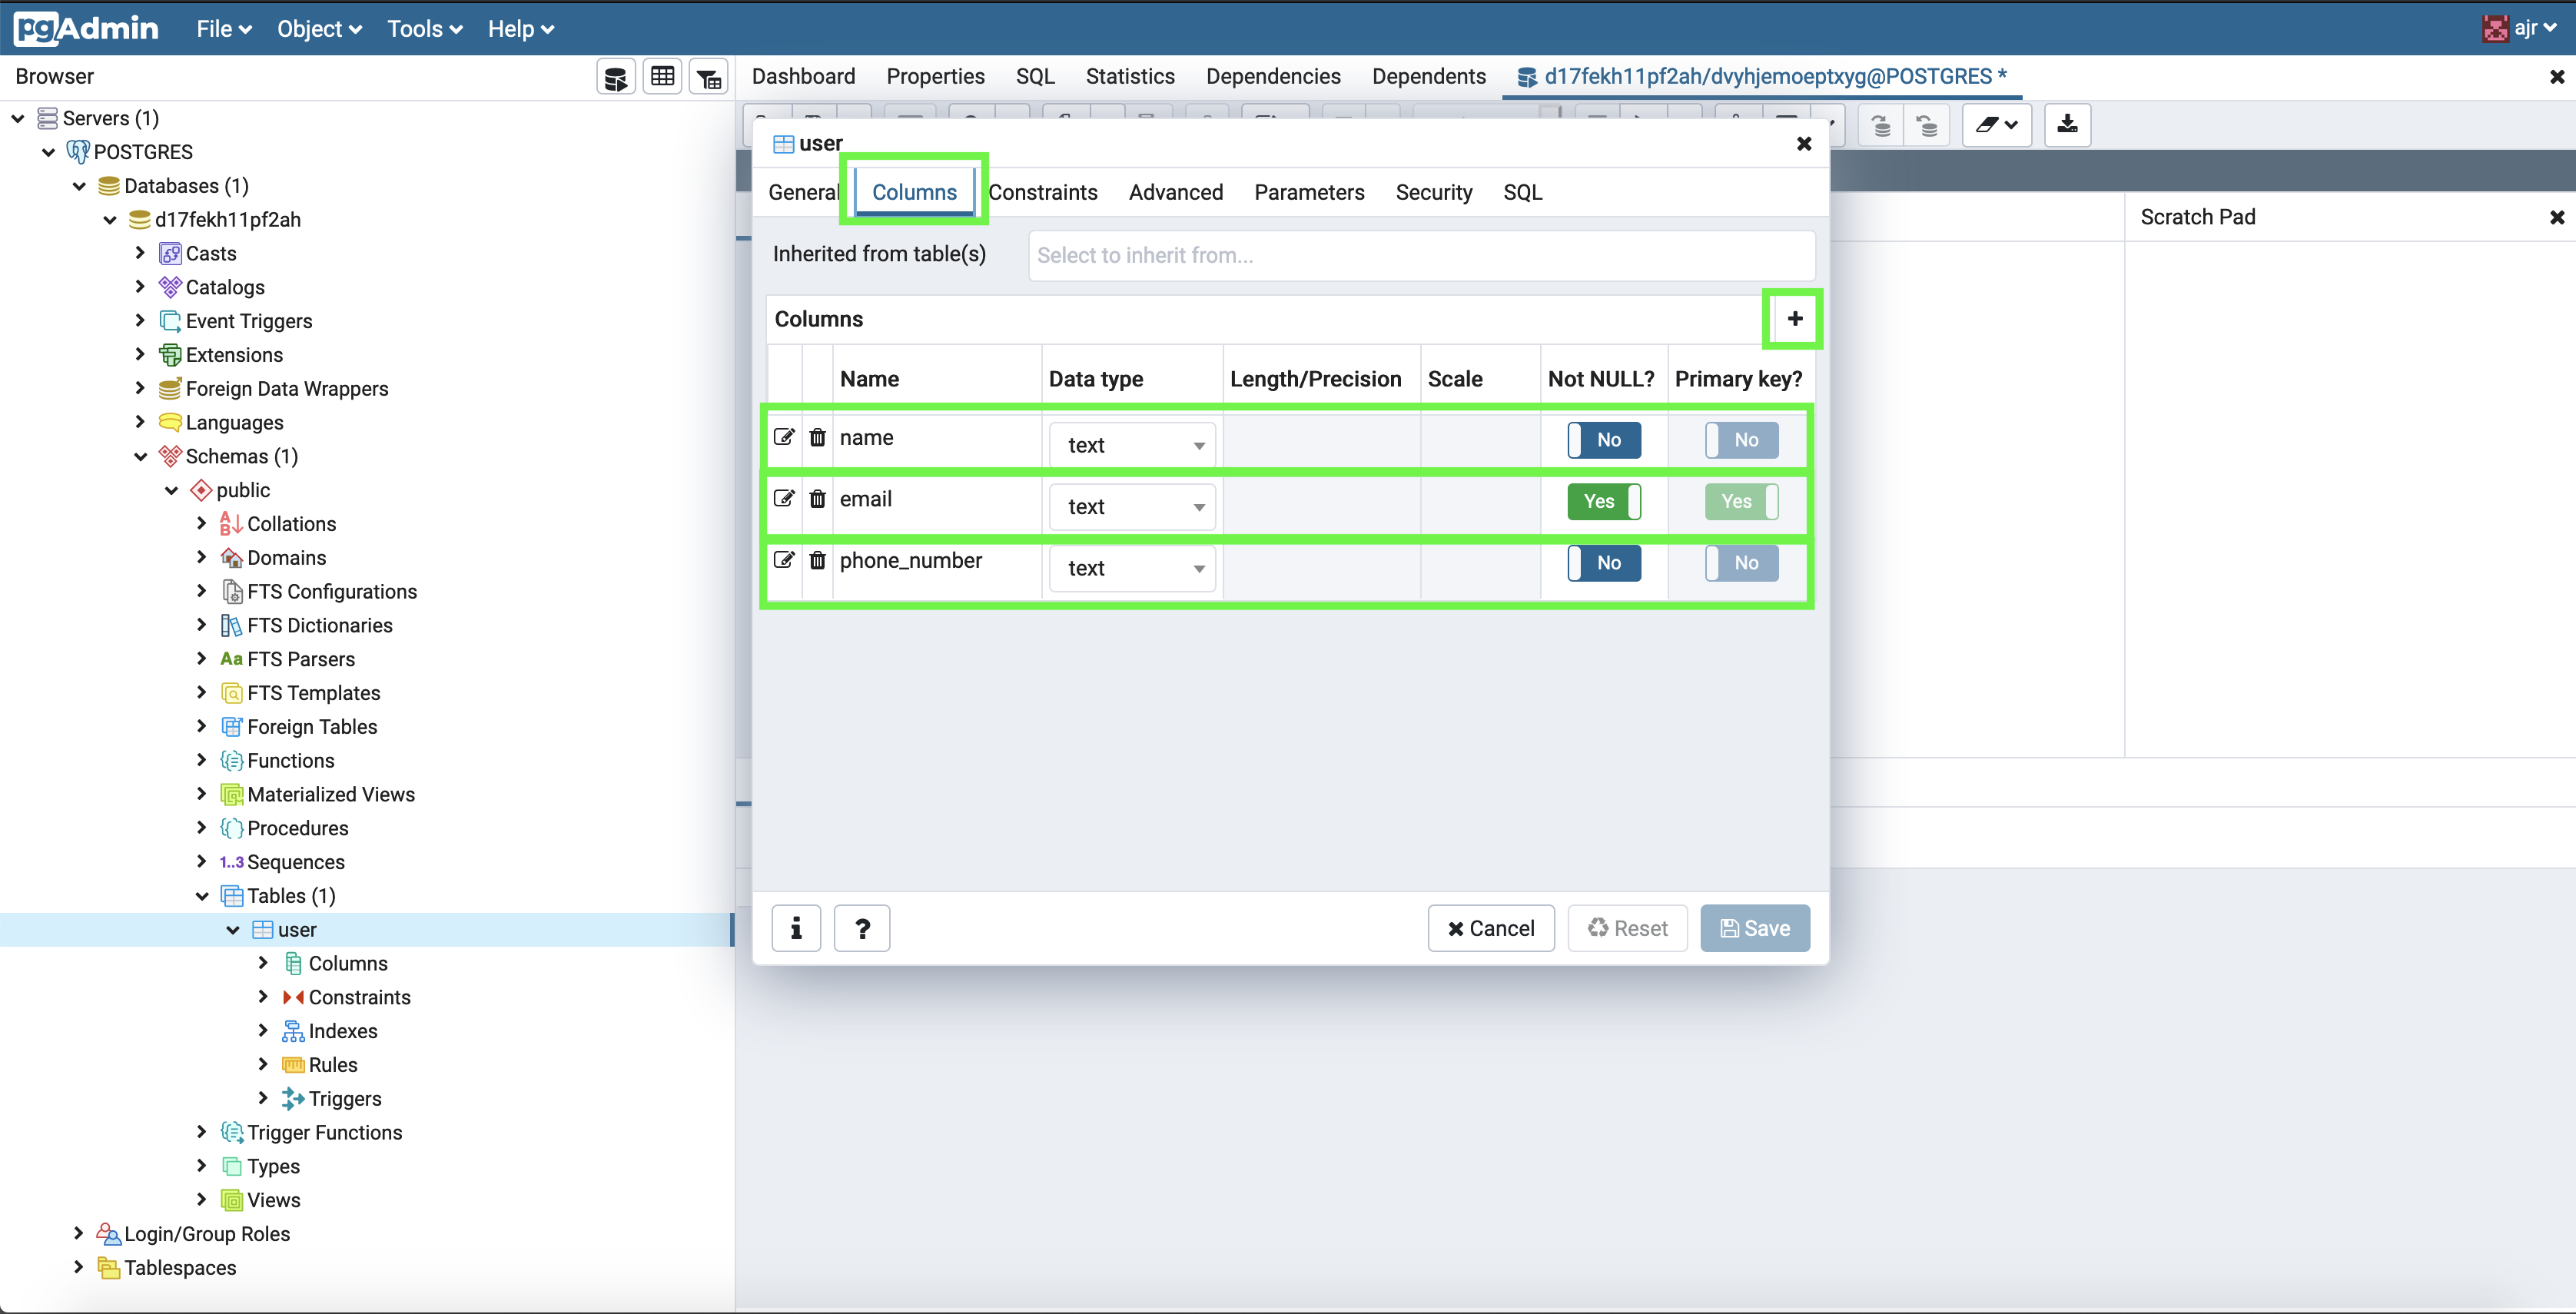 pgAdmin File Object Tools Help ajr
Browser
Dashboard Properties SQL Statistics Dependencies Dependents d17fekh11pf2ah/dvyhjemoeptxyg@POSTGRES *
Servers (1)
POSTGRES
Databases (1)
d17fekh11pf2ah
Casts
Catalogs
Event Triggers
Extensions
Foreign Data Wrappers
Languages
Schemas (1)
public
Collations
Domains
FTS Configurations
FTS Dictionaries
Aa FTS Parsers
FTS Templates
Foreign Tables
Functions
Materialized Views
Procedures
1..3 Sequences
Tables (1)
user
Columns
Constraints
Indexes
Rules
Triggers
Trigger Functions
Types
Views
Login/Group Roles
Tablespaces
user
General Columns Constraints Advanced Parameters Security SQL
Inherited from table(s) Select to inherit from...
Columns +
Name Data type Length/Precision Scale Not NULL? Primary key?
name text No No
email text Yes Yes
phone_number text No No
i ? Cancel Reset Save
Scratch Pad